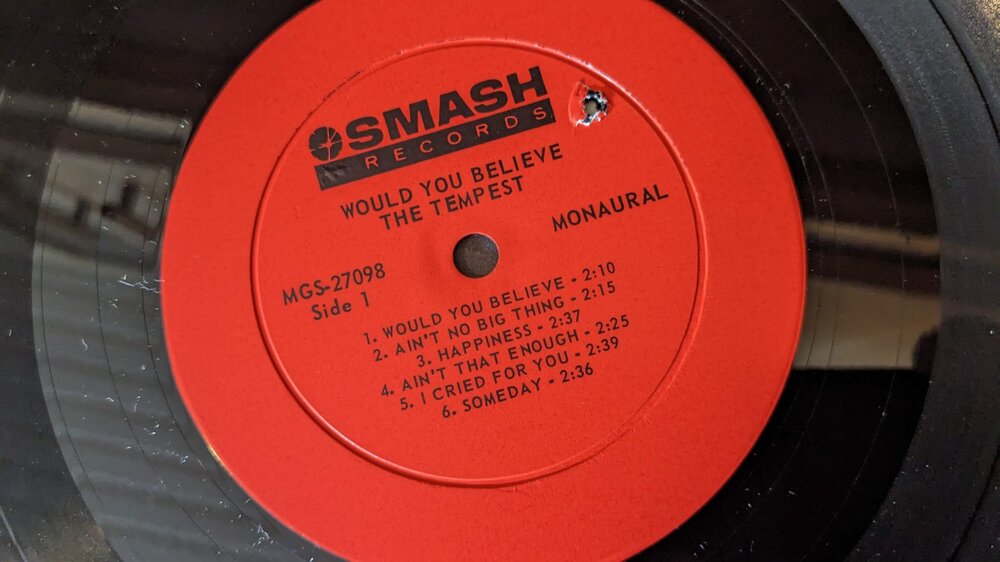 SMASH
RECORDS
WOULD YOU BELIEVE
THE TEMPEST
MONAURAL
MGS-27098
Side 1
1. WOULD YOU BELIEVE - 2:10
2. AIN'T NO BIG THING - 2:15
3. HAPPINESS - 2:37
4. AIN'T THAT ENOUGH - 2:25
5. I CRIED FOR YOU - 2:39
6. SOMEDAY - 2:36